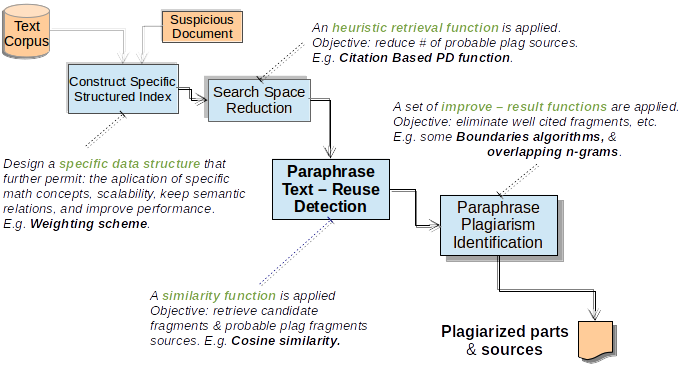 Text
Corpus
Suspicious
Document
An heuristic retrieval function is applied.
Objective: reduce # of probable plag sources.
E.g. Citation Based PD function.
Construct Specific
Structured Index
Search Space
Reduction
A set of improve – result functions are applied.
Objective: eliminate well cited fragments, etc.
E.g. some Boundaries algorithms, &
overlapping n-grams.
Design a specific data structure that
further permit: the aplication of specific
math concepts, scalability, keep semantic
relations, and improve performance.
E.g. Weighting scheme.
Paraphrase
Text – Reuse
Detection
Paraphrase
Plagiarism
Identification
A similarity function is applied
Objective: retrieve candidate
fragments & probable plag fragments
sources. E.g. Cosine similarity.
Plagiarized parts
& sources